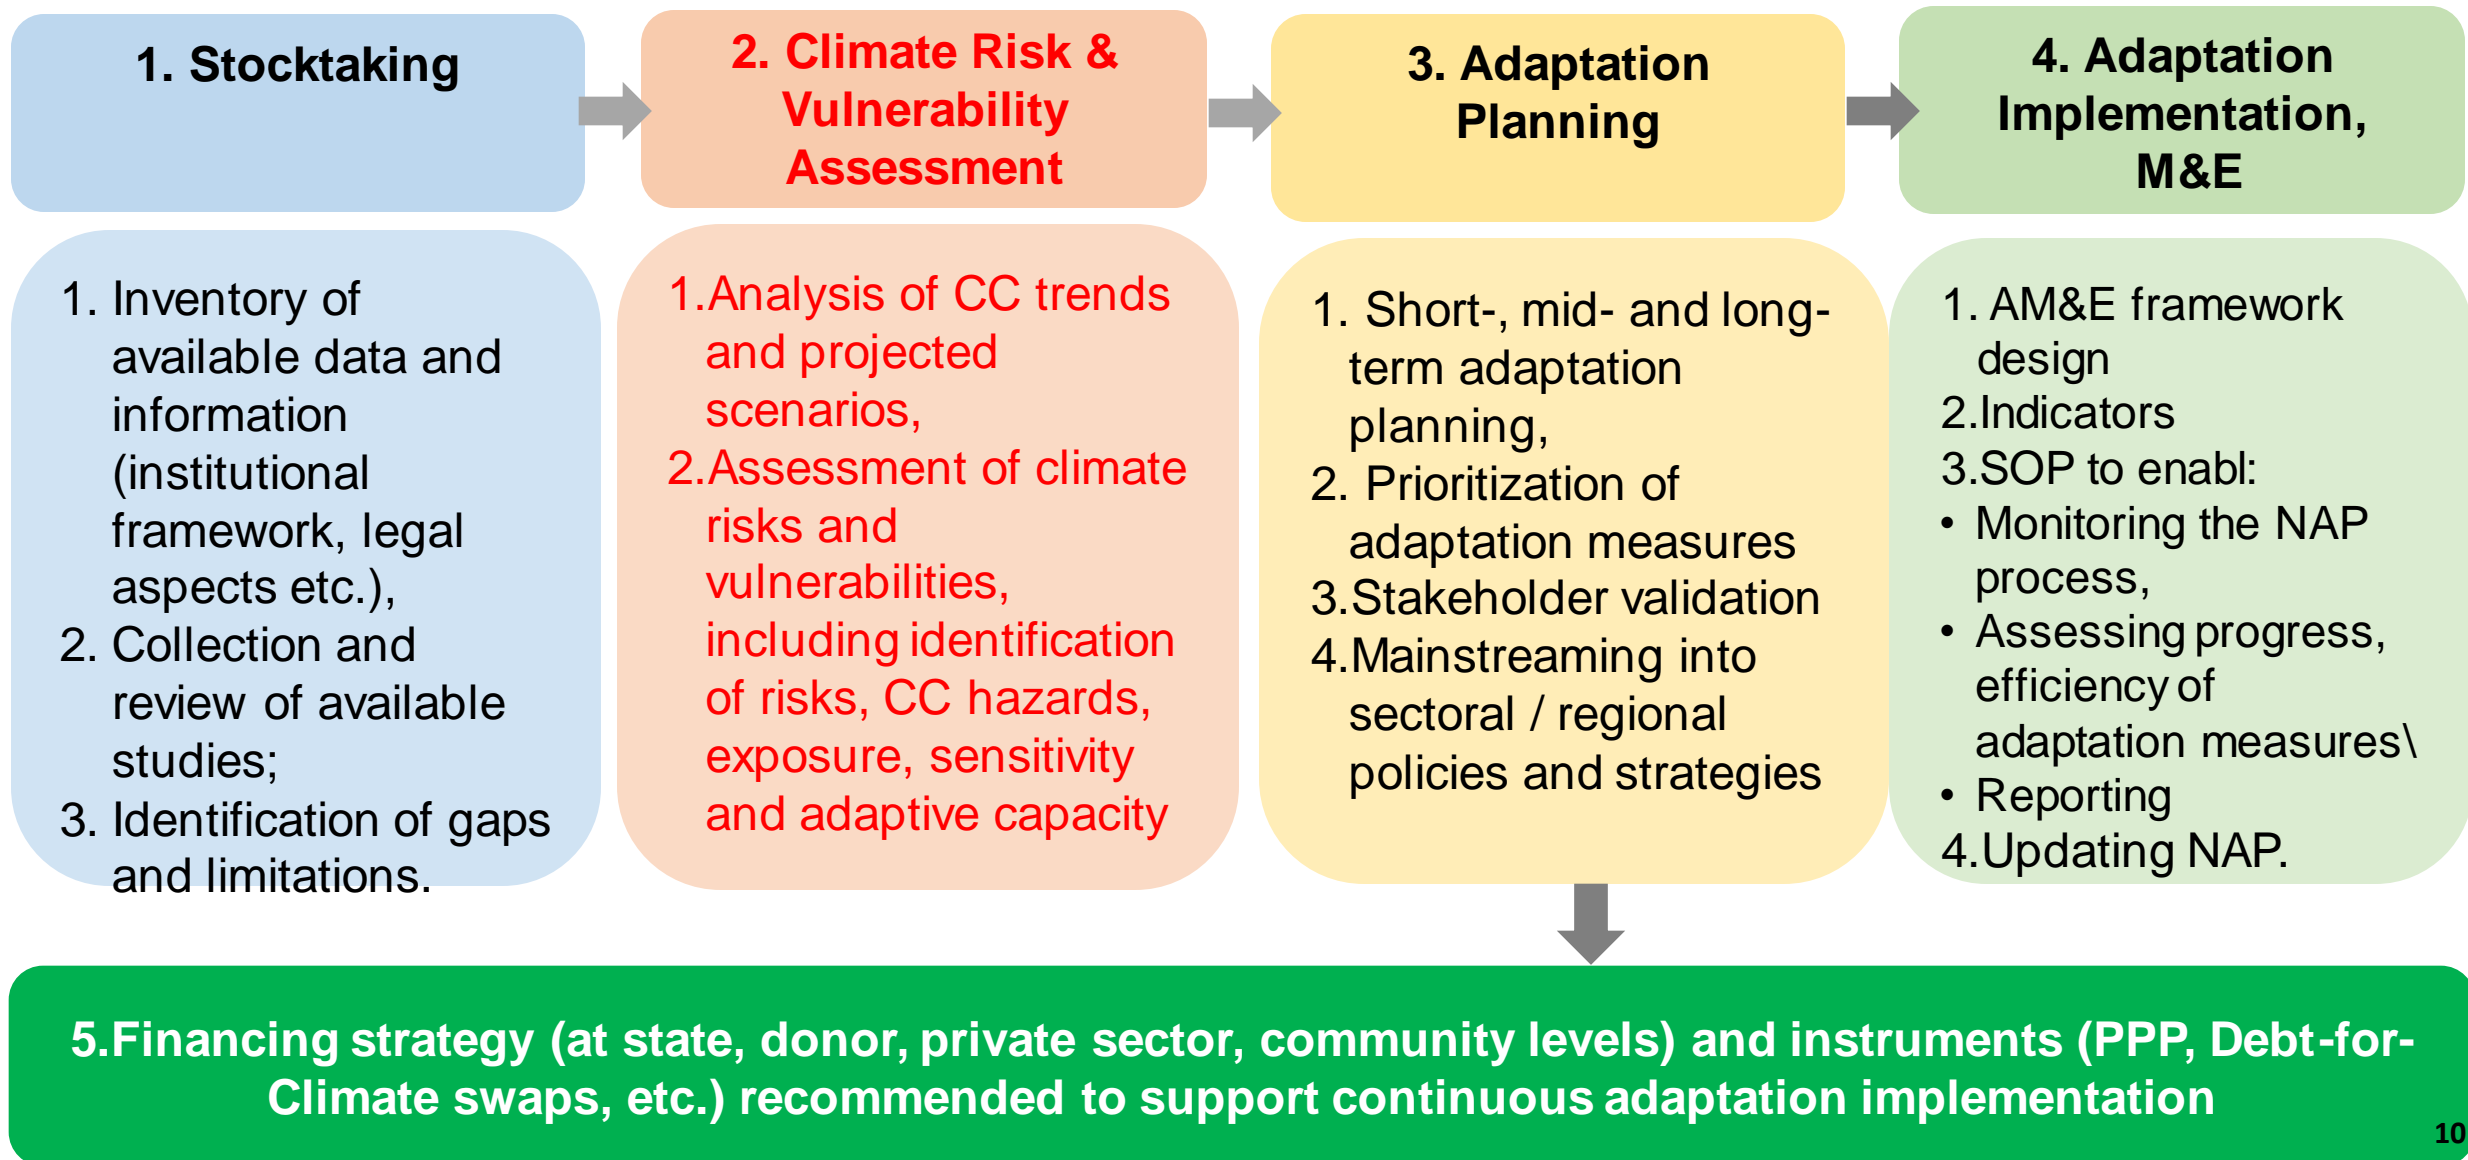 1. Stocktaking
2. Climate Risk &
Vulnerability
Assessment
3. Adaptation
Planning
4. Adaptation
Implementation,
M&E
1. Inventory of
available data and
information
(institutional
framework, legal
aspects etc.),
2. Collection and
review of available
studies;
3. Identification of gaps
and limitations.
1.Analysis of CC trends
and projected
scenarios,
2.Assessment of climate
risks and
vulnerabilities,
including identification
of risks, CC hazards,
exposure, sensitivity
and adaptive capacity
1. Short-, mid- and long-
term adaptation
planning,
2. Prioritization of
adaptation measures
3.Stakeholder validation
4.Mainstreaming into
sectoral / regional
policies and strategies
1. AM&E framework
design
2.Indicators
3.SOP to enabl:
• Monitoring the NAP
process,
• Assessing progress,
efficiency of
adaptation measures\
• Reporting
4.Updating NAP.
5.Financing strategy (at state, donor, private sector, community levels) and instruments (PPP, Debt-for-
Climate swaps, etc.) recommended to support continuous adaptation implementation
10